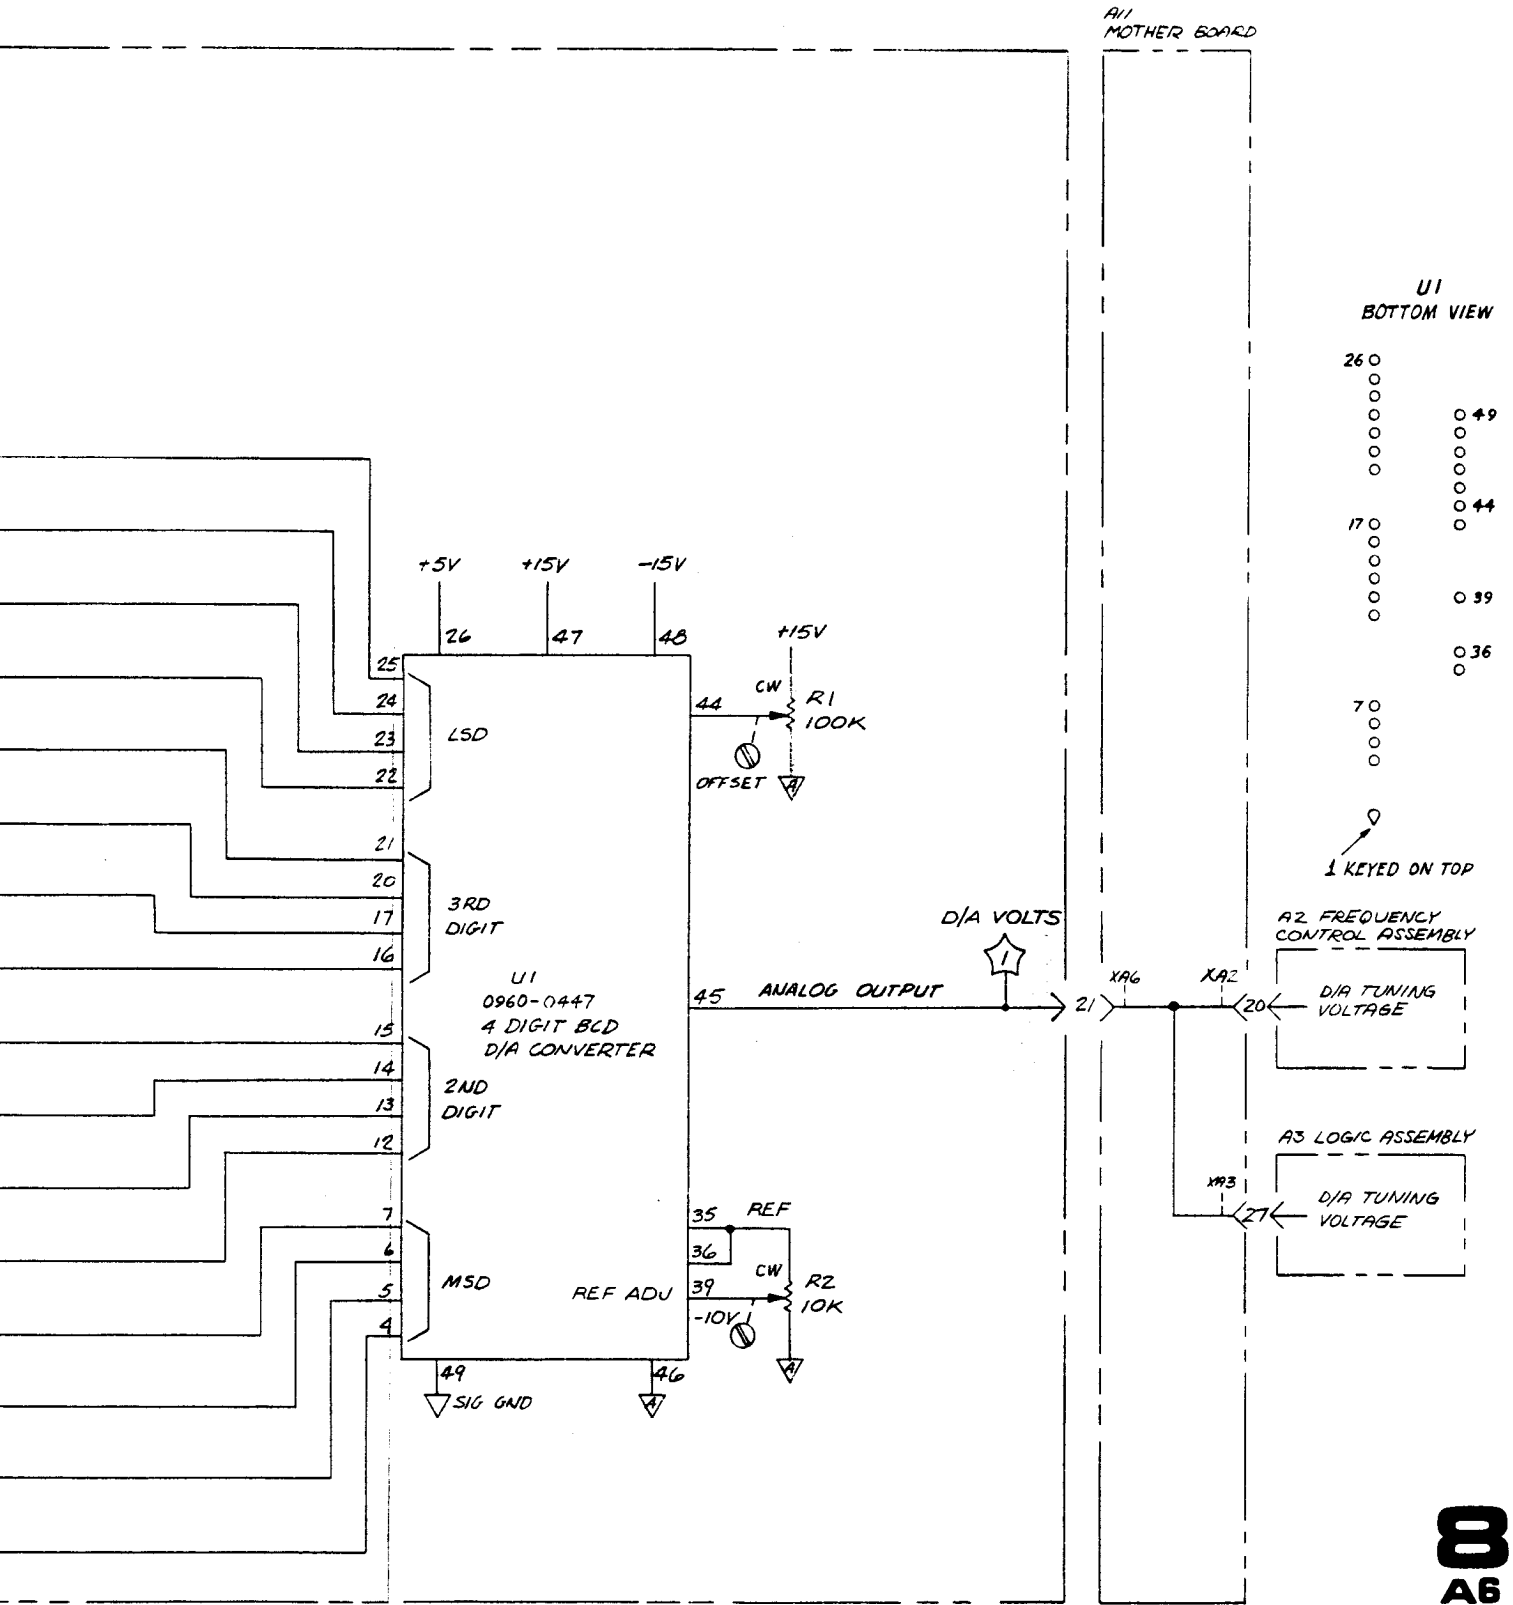 A11
MOTHER BOARD
U1
BOTTOM VIEW
26
49
44
17
39
36
7
1 KEYED ON TOP
+5V
+15V
-15V
26
47
48
+15V
25
24
LSD
23
22
44
CW
R1
100K
OFFSET
A
21
20
3RD
DIGIT
17
16
U1
0960-0447
4 DIGIT BCD
D/A CONVERTER
45
ANALOG OUTPUT
D/A VOLTS
1
21
XA6
XA2
20
A2 FREQUENCY
CONTROL ASSEMBLY
D/A TUNING
VOLTAGE
15
14
2ND
DIGIT
13
12
A3 LOGIC ASSEMBLY
XA3
27
D/A TUNING
VOLTAGE
7
6
MSD
5
4
35
REF
36
REF ADJ
39
CW
R2
10K
-10V
A
49
SIG GND
46
A
8
A6